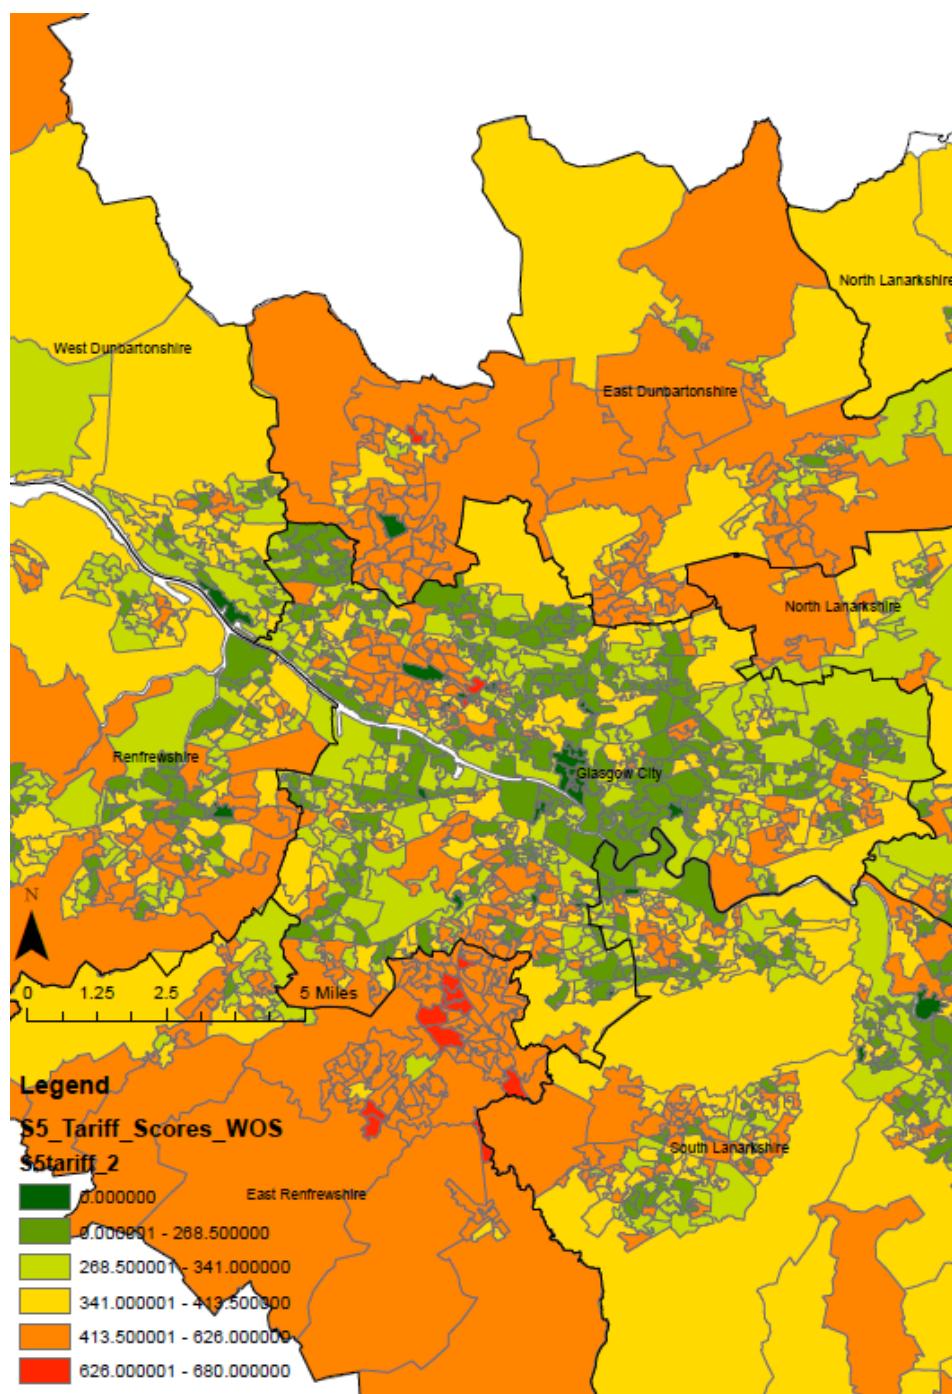 North Lanarkshire
West Dunbartonshire
East Dunbartonshire
North Lanarkshire
Renfrewshire
Glasgow City
N
0 1.25 2.5 5 Miles
Legend
S5_Tariff_Scores_WOS
S5tariff_2
South Lanarkshire
0.000000
East Renfrewshire
0.000001 - 268.500000
268.500001 - 341.000000
341.000001 - 413.500000
413.500001 - 626.000000
626.000001 - 680.000000